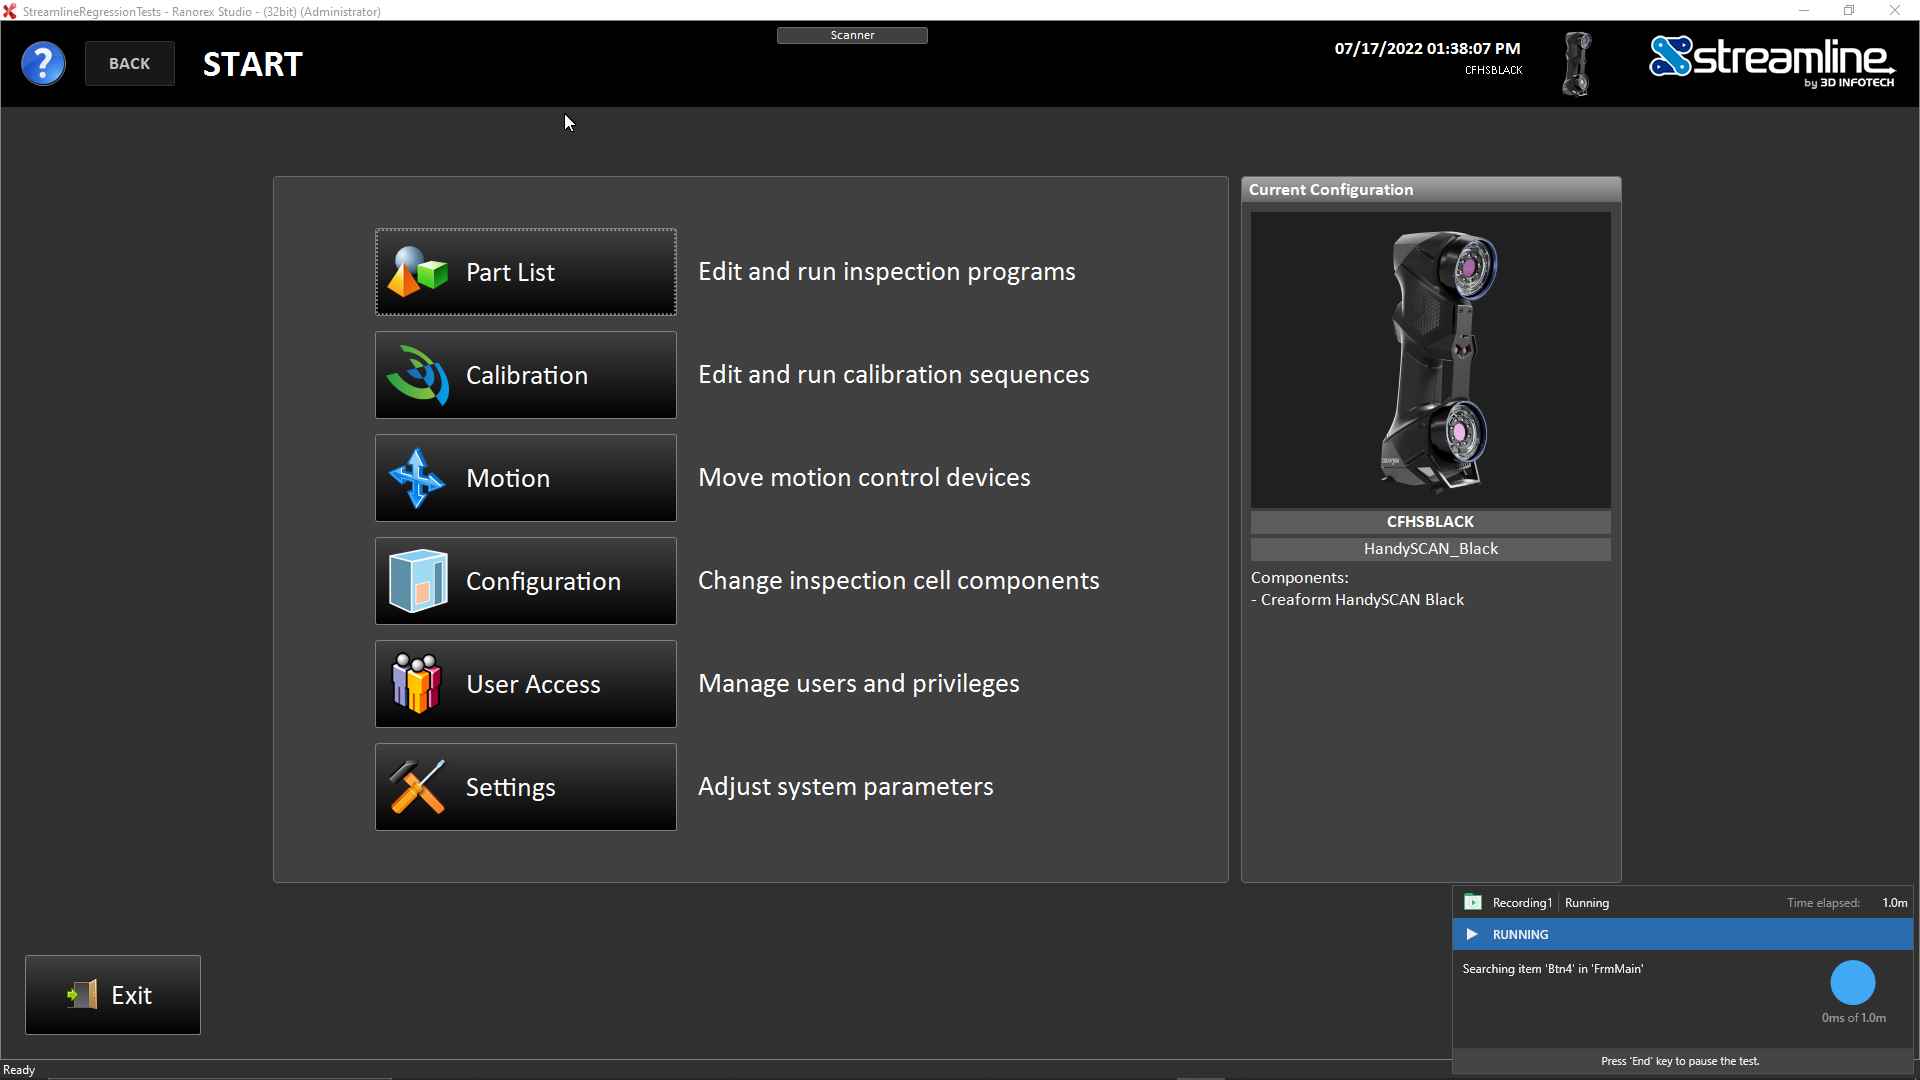 StreamlineRegressionTests - Ranorex Studio - (32bit) (Administrator)
?
BACK
START
Scanner
07/17/2022 01:38:07 PM
CFHSBLACK
streamline
by 3D INFOTECH
Part List
Edit and run inspection programs
Calibration
Edit and run calibration sequences
Motion
Move motion control devices
Configuration
Change inspection cell components
User Access
Manage users and privileges
Settings
Adjust system parameters
Current Configuration
CFHSBLACK
HandySCAN_Black
Components:
- Creaform HandySCAN Black
Exit
Recording1 Running Time elapsed: 1.0m
RUNNING
Searching item 'Btn4' in 'FrmMain'
0ms of 1.0m
Press 'End' key to pause the test.
Ready